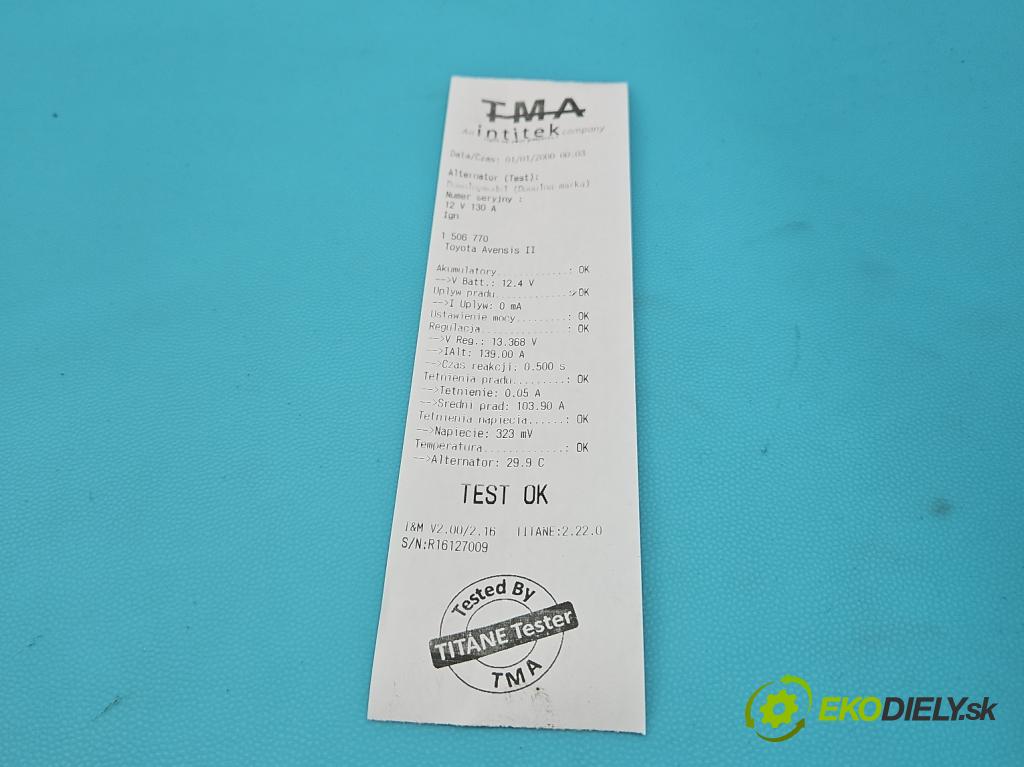 TMA
An intitek company
Data/Czas: 01/01/2000 00:03
Alternator (Test):
(Dowolna marka)
Numer seryjny :
12 V 130 A
Ign
1 506 770
Toyota Avensis II
Akumulatory............: OK
-->V Batt.: 12.4 V
Uplyw pradu............: OK
-->I Uplyw: 0 mA
Ustawienie mocy........: OK
Regulacja..............: OK
-->V Reg.: 13.368 V
-->IAlt: 139.00 A
-->Czas reakcji: 0.500 s
Tetnienia pradu.........: OK
-->Tetnienie: 0.05 A
-->Sredni prad: 103.90 A
Tetnienia napiecia......: OK
-->Napiecie: 323 mV
Temperatura.............: OK
-->Alternator: 29.9 C
TEST OK
T&M V2.00/2.16 TITANE:2.22.0
S/N:R16127009
Tested By
TITANE Tester
TMA
EKODIELY.sk